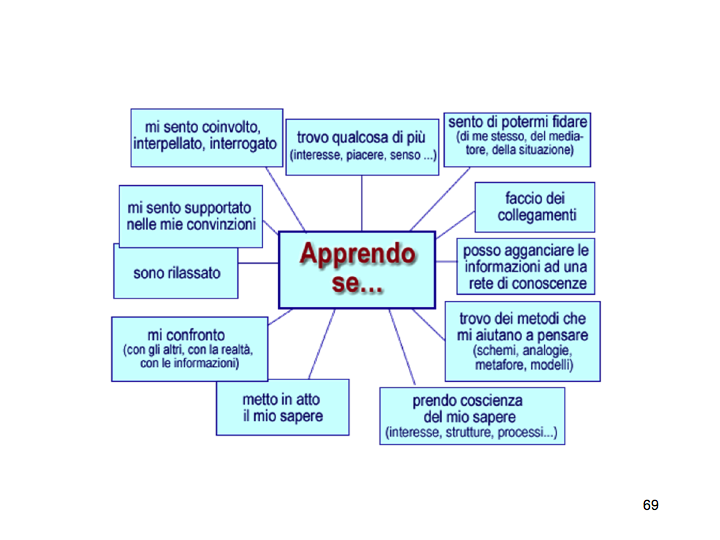 mi sento coinvolto,
interpellato, interrogato
trovo qualcosa di più
(interesse, piacere, senso ...)
sento di potermi fidare
(di me stesso, del media-
tore, della situazione)
mi sento supportato
nelle mie convinzioni
faccio dei
collegamenti
Apprendo
se...
sono rilassato
posso agganciare le
informazioni ad una
rete di conoscenze
mi confronto
(con gli altri, con la realtà,
con le informazioni)
trovo dei metodi che
mi aiutano a pensare
(schemi, analogie,
metafore, modelli)
metto in atto
il mio sapere
prendo coscienza
del mio sapere
(interesse, strutture, processi...)
69